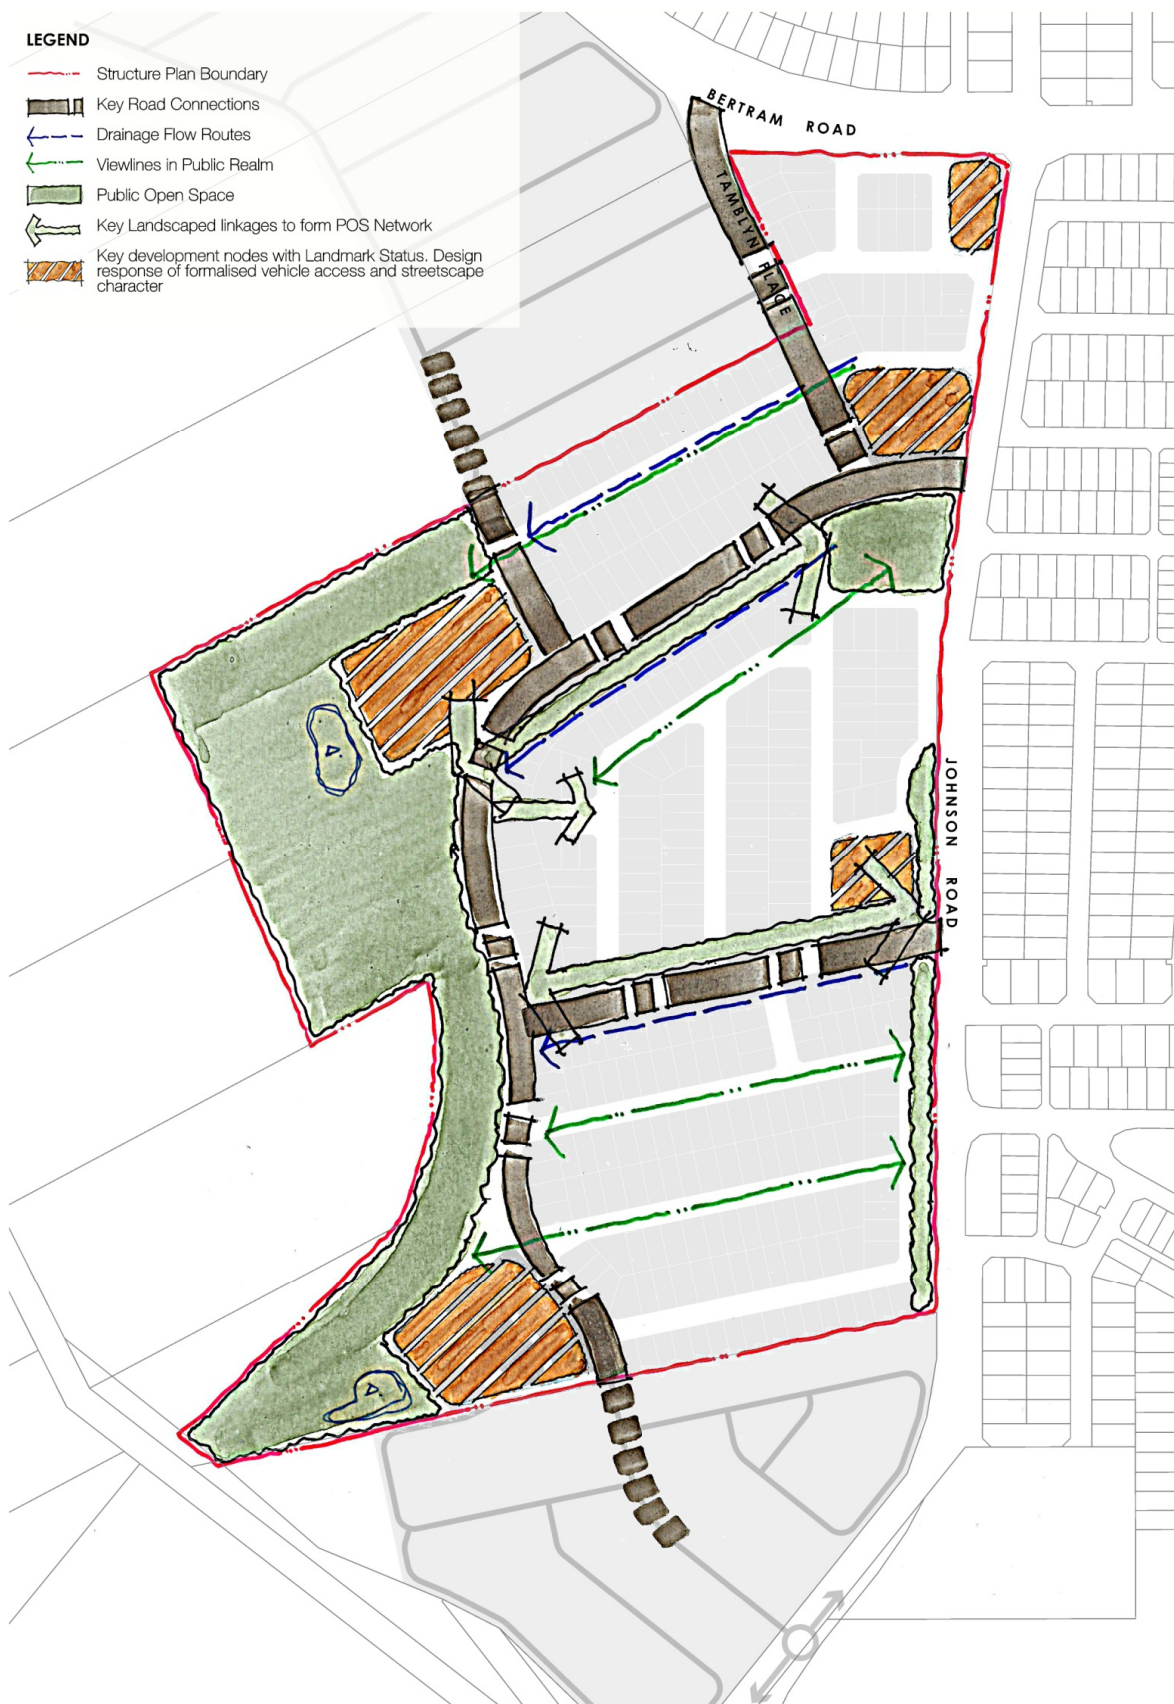 LEGEND
Structure Plan Boundary
Key Road Connections
Drainage Flow Routes
Viewlines in Public Realm
Public Open Space
Key Landscaped linkages to form POS Network
Key development nodes with Landmark Status. Design
response of formalised vehicle access and streetscape
character
BERTRAM ROAD
TAMBLYN PLACE
JOHNSON ROAD